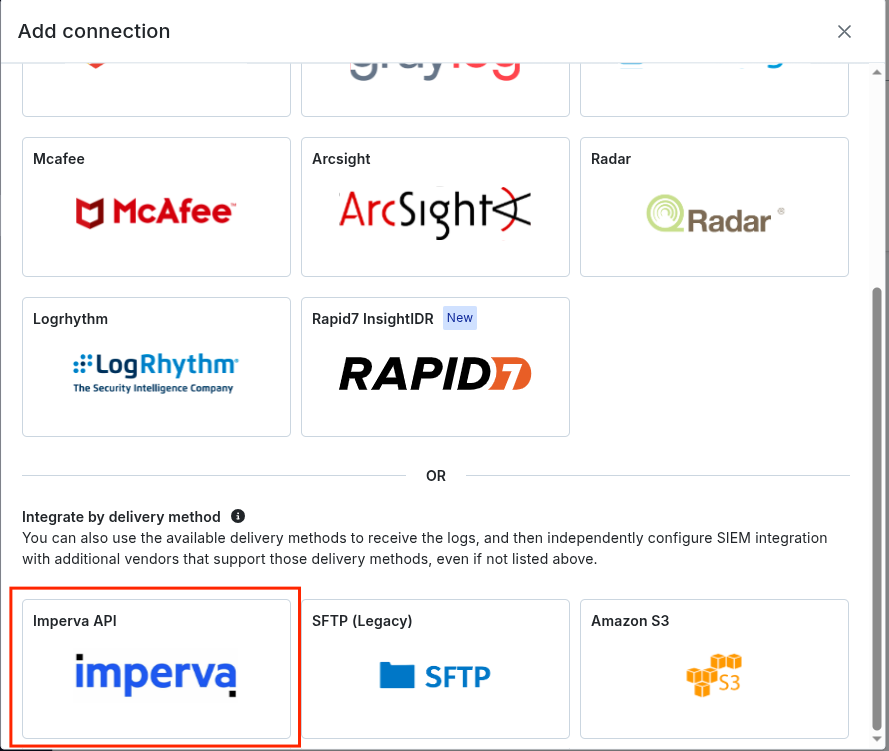 Add connection
graylog
Mcafee
McAfee™
Arcsight
ArcSight
Radar
QRadar ®
Logrhythm
LogRhythm®
The Security Intelligence Company
Rapid7 InsightIDR New
RAPID7
OR
Integrate by delivery method
You can also use the available delivery methods to receive the logs, and then independently configure SIEM integration
with additional vendors that support those delivery methods, even if not listed above.
Imperva API
imperva
SFTP (Legacy)
SFTP
Amazon S3
S3